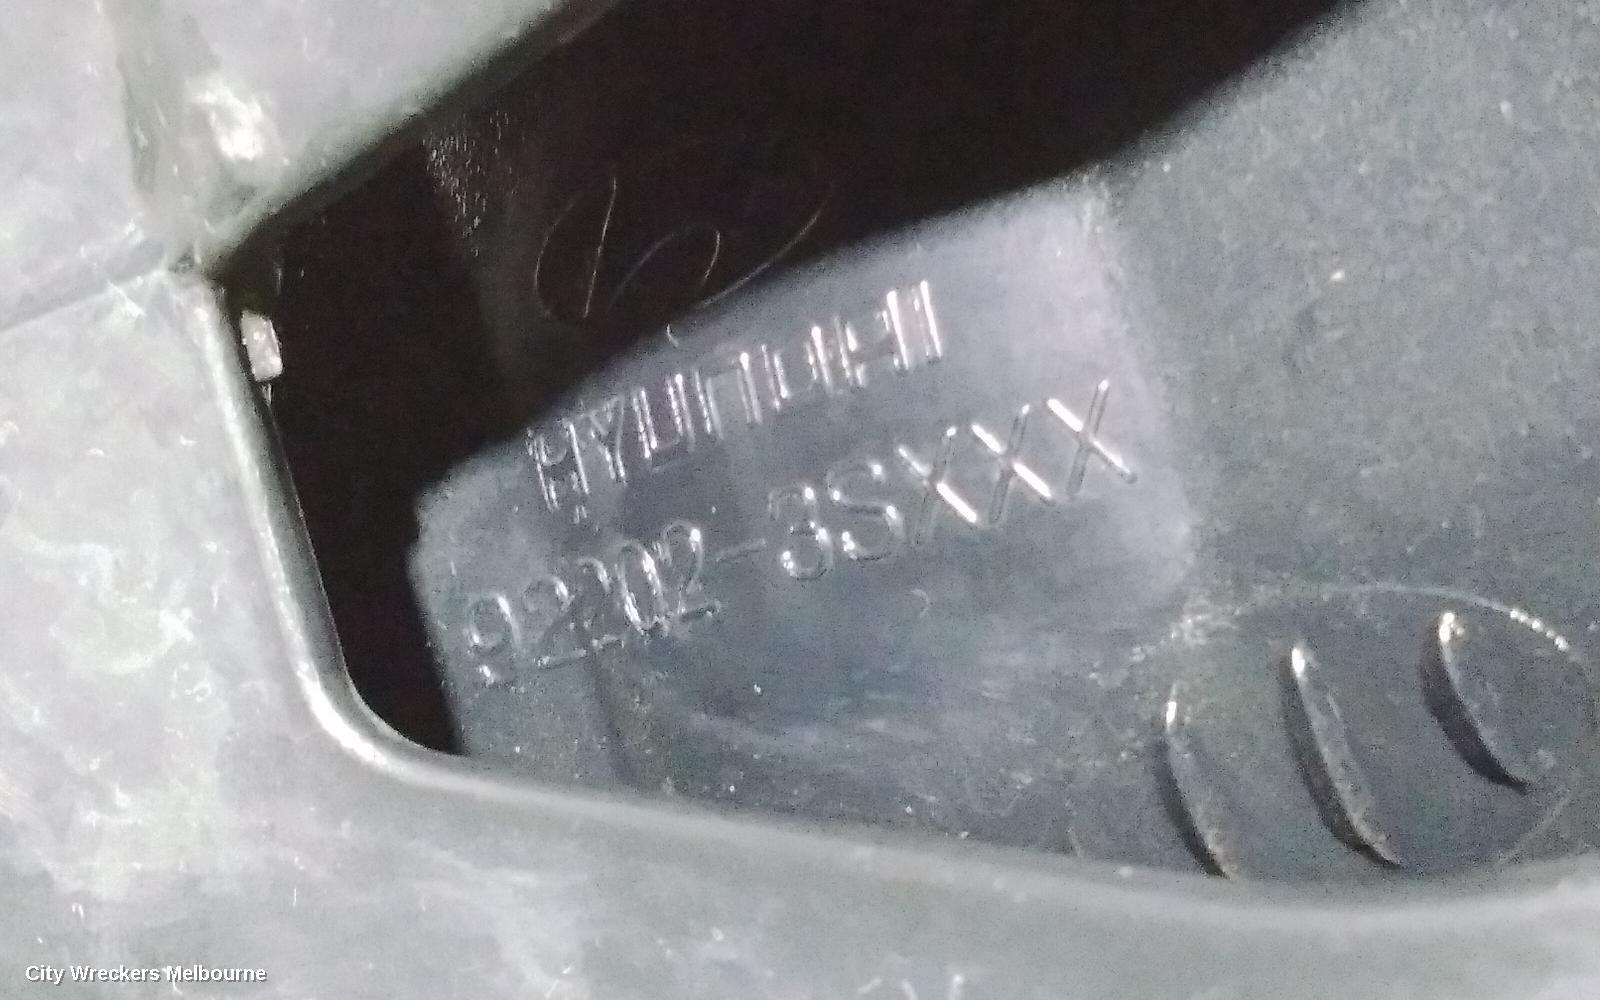 HYUNDAI
92202-3SXXX
City Wreckers Melbourne